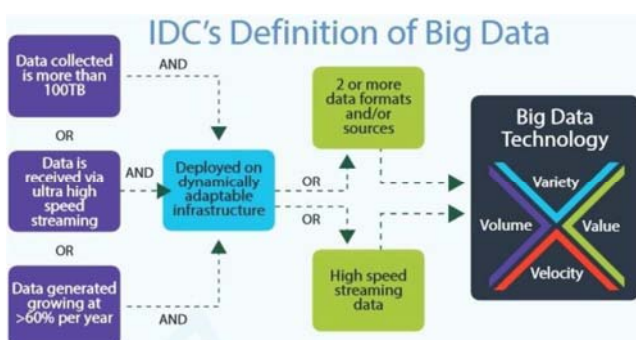 IDC's Definition of Big Data
Data collected
is more than
100TB
AND
OR
Data is
received via
ultra high
speed
streaming
AND
OR
Data generated
growing at
>60% per year
AND
Deployed on
dynamically
adaptable
infrastructure
OR
OR
2 or more
data formats
and/or
sources
High speed
streaming
data
Big Data
Technology
Variety
Volume
Value
Velocity